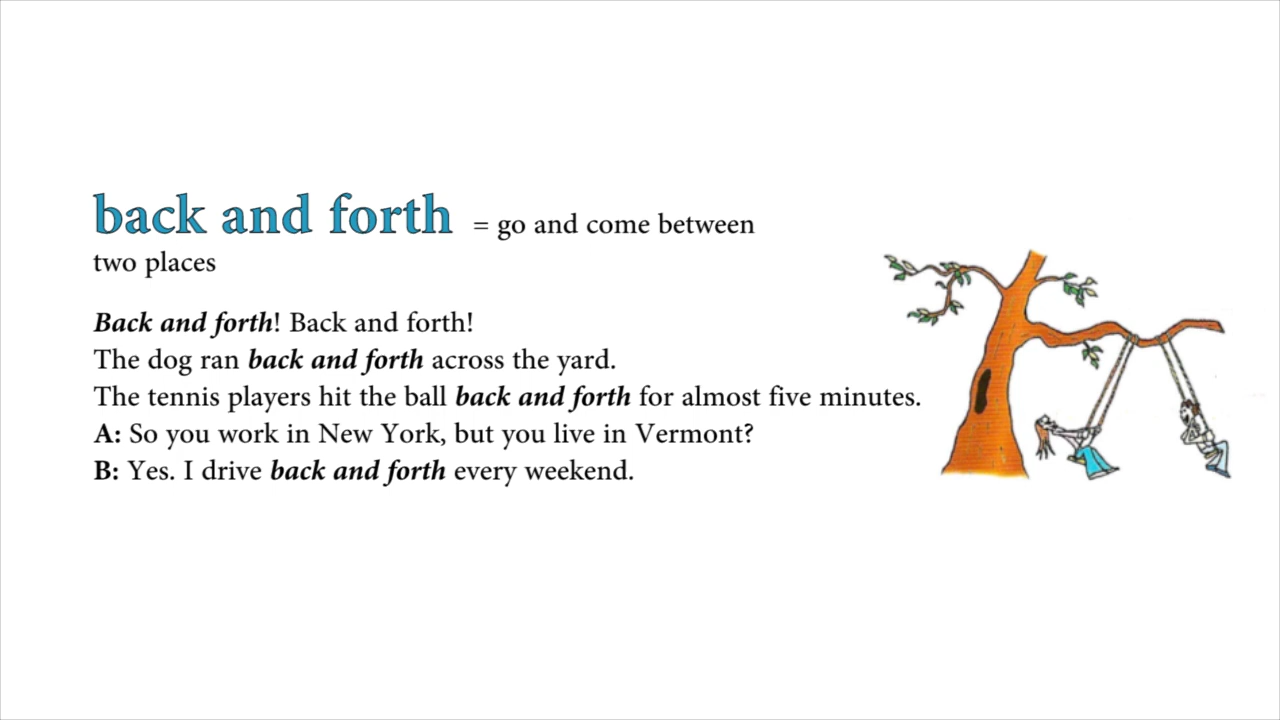 back and forth = go and come between
two places
Back and forth! Back and forth!
The dog ran back and forth across the yard.
The tennis players hit the ball back and forth for almost five minutes.
A: So you work in New York, but you live in Vermont?
B: Yes. I drive back and forth every weekend.